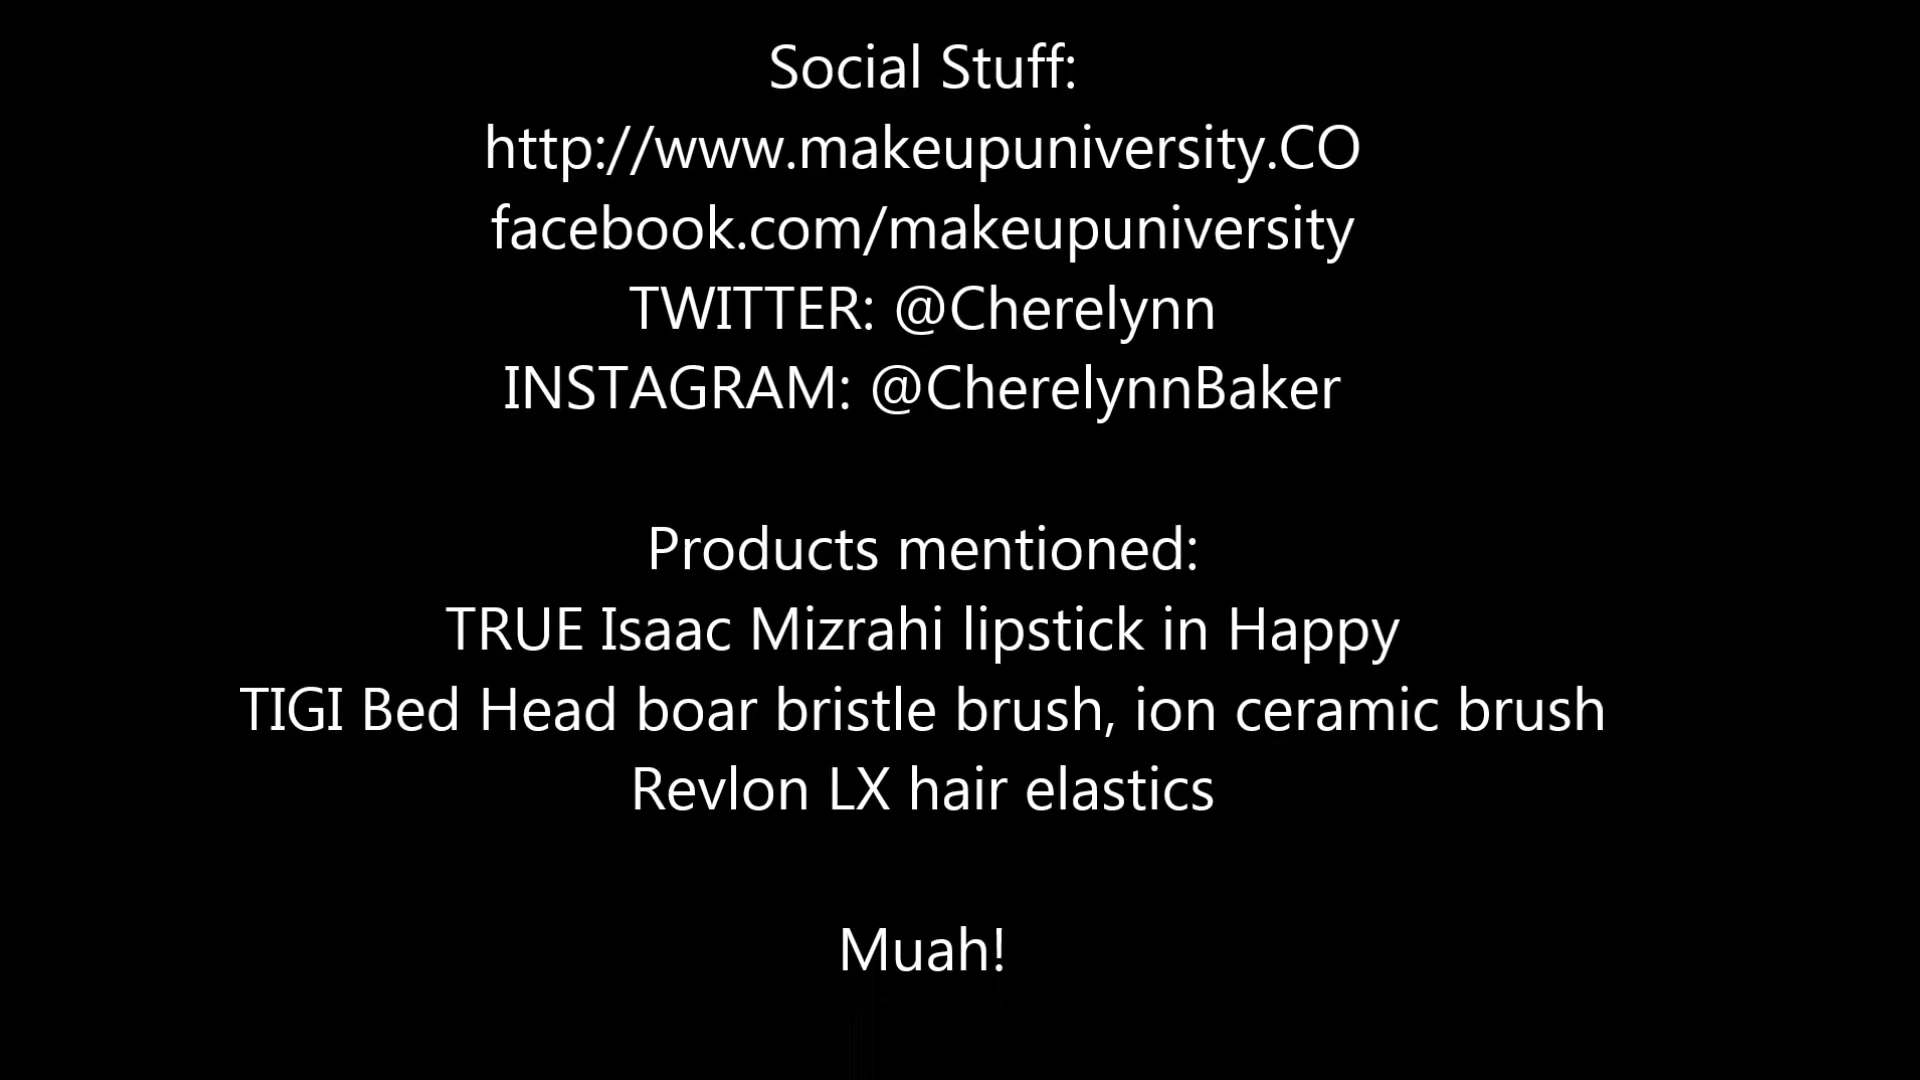 Social Stuff:
http://www.makeupuniversity.CO
facebook.com/makeupuniversity
TWITTER: @Cherelynn
INSTAGRAM: @CherelynnBaker
Products mentioned:
TRUE Isaac Mizrahi lipstick in Happy
TIGI Bed Head boar bristle brush, ion ceramic brush
Revlon LX hair elastics
Muah!